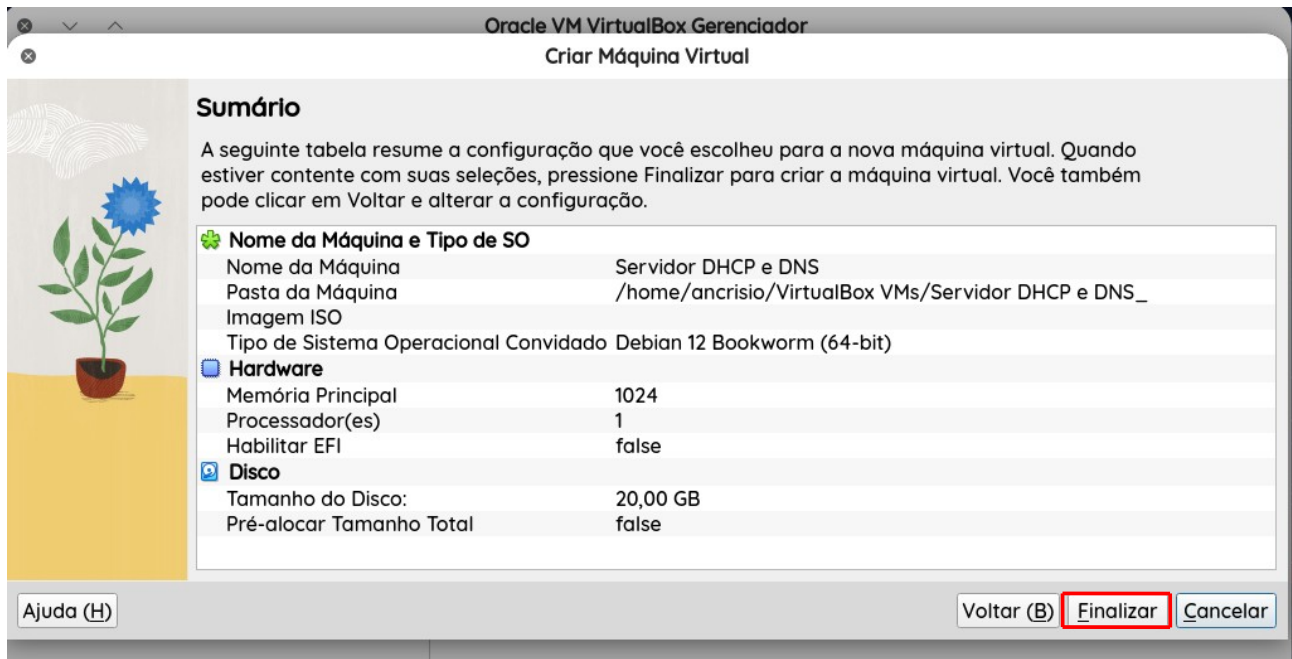 Oracle VM VirtualBox Gerenciador
Criar Máquina Virtual
Sumário
A seguinte tabela resume a configuração que você escolheu para a nova máquina virtual. Quando
estiver contente com suas seleções, pressione Finalizar para criar a máquina virtual. Você também
pode clicar em Voltar e alterar a configuração.
Nome da Máquina e Tipo de SO
Nome da Máquina Servidor DHCP e DNS
Pasta da Máquina /home/ancrisio/VirtualBox VMs/Servidor DHCP e DNS_
Imagem ISO
Tipo de Sistema Operacional Convidado Debian 12 Bookworm (64-bit)
Hardware
Memória Principal 1024
Processador(es) 1
Habilitar EFI false
Disco
Tamanho do Disco: 20,00 GB
Pré-alocar Tamanho Total false
Ajuda (H) Voltar (B) Finalizar Cancelar